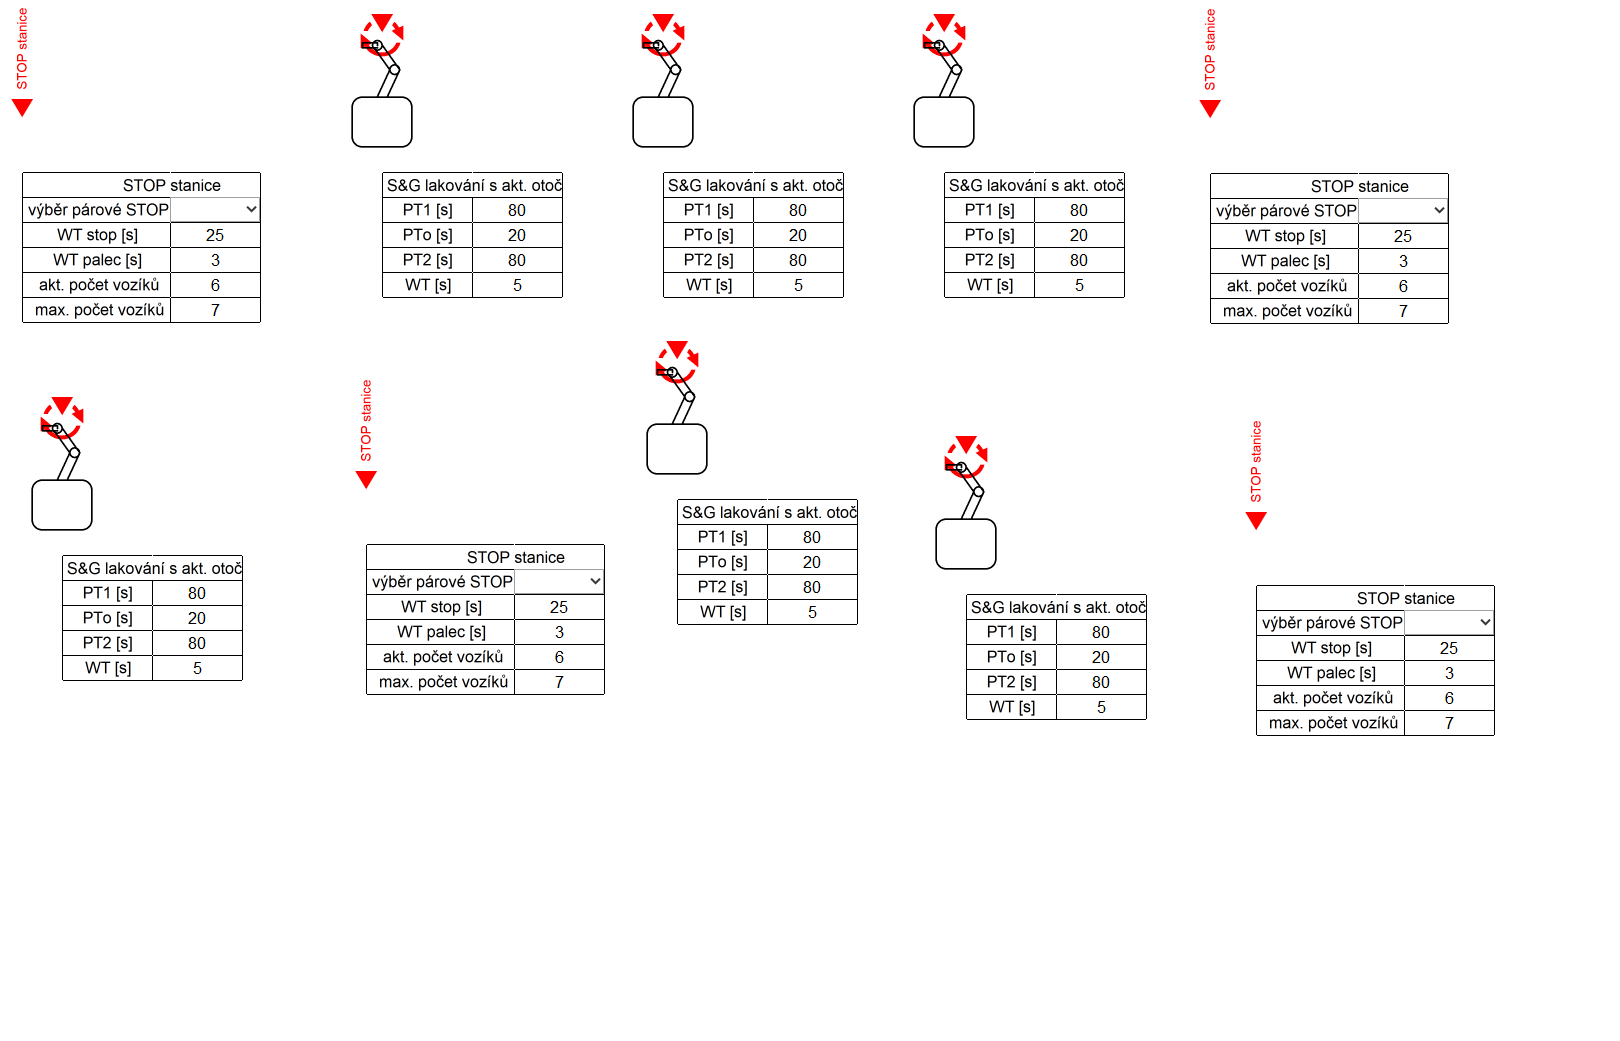 STOP stanice
STOP stanice
výběr párové STOP
WT stop [s] 25
WT palec [s] 3
akt. počet vozíků 6
max. počet vozíků 7
S&G lakování s akt. otoč
PT1 [s] 80
PTo [s] 20
PT2 [s] 80
WT [s] 5
S&G lakování s akt. otoč
PT1 [s] 80
PTo [s] 20
PT2 [s] 80
WT [s] 5
S&G lakování s akt. otoč
PT1 [s] 80
PTo [s] 20
PT2 [s] 80
WT [s] 5
STOP stanice
STOP stanice
výběr párové STOP
WT stop [s] 25
WT palec [s] 3
akt. počet vozíků 6
max. počet vozíků 7
S&G lakování s akt. otoč
PT1 [s] 80
PTo [s] 20
PT2 [s] 80
WT [s] 5
STOP stanice
STOP stanice
výběr párové STOP
WT stop [s] 25
WT palec [s] 3
akt. počet vozíků 6
max. počet vozíků 7
S&G lakování s akt. otoč
PT1 [s] 80
PTo [s] 20
PT2 [s] 80
WT [s] 5
S&G lakování s akt. otoč
PT1 [s] 80
PTo [s] 20
PT2 [s] 80
WT [s] 5
STOP stanice
STOP stanice
výběr párové STOP
WT stop [s] 25
WT palec [s] 3
akt. počet vozíků 6
max. počet vozíků 7